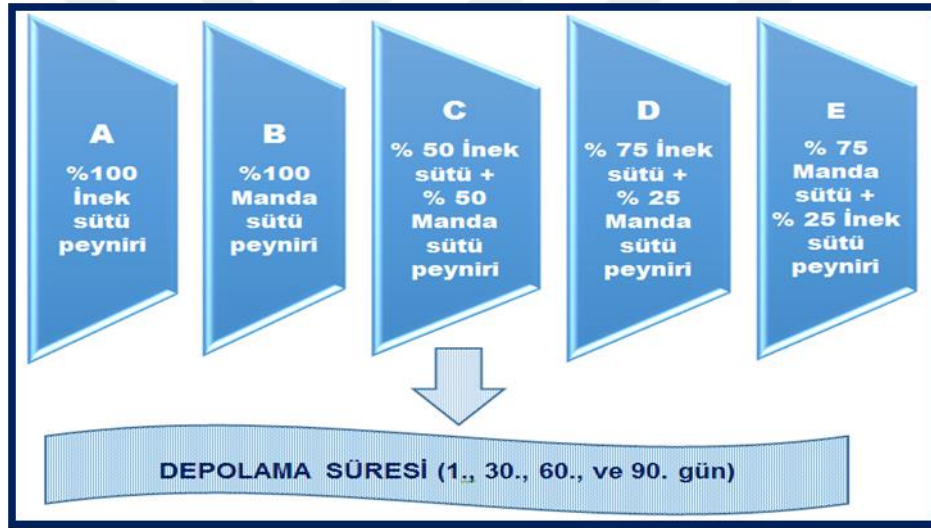 A
%100
İnek
sütü
peyniri
B
%100
Manda
sütü
peyniri
C
% 50 İnek
sütü +
% 50
Manda
sütü
peyniri
D
% 75 İnek
sütü +
% 25
Manda
sütü
peyniri
E
% 75
Manda
sütü +
% 25 İnek
sütü
peyniri
DEPOLAMA SÜRESİ (1., 30., 60., ve 90. gün)